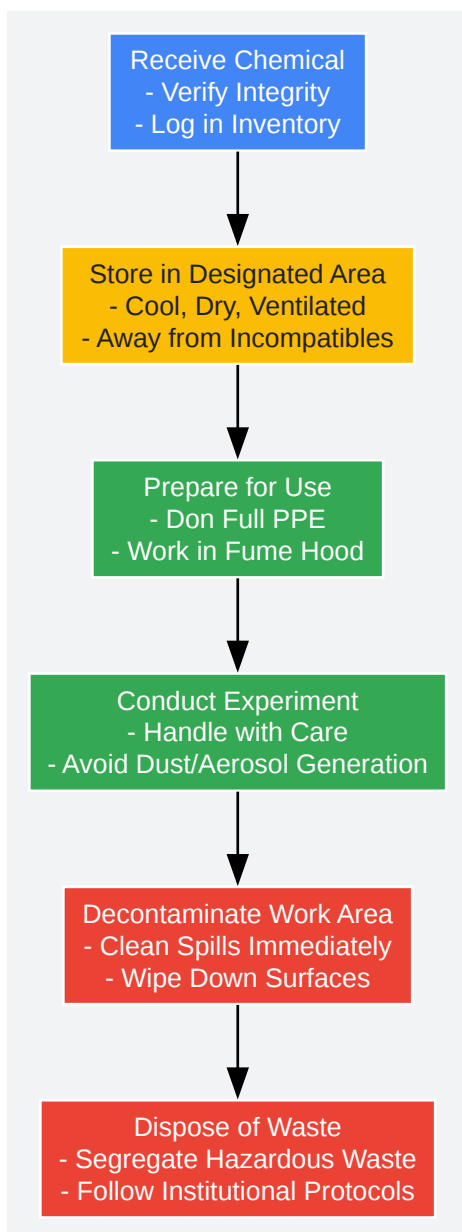 Receive Chemical
- Verify Integrity
- Log in Inventory
Store in Designated Area
- Cool, Dry, Ventilated
- Away from Incompatibles
Prepare for Use
- Don Full PPE
- Work in Fume Hood
Conduct Experiment
- Handle with Care
- Avoid Dust/Aerosol Generation
Decontaminate Work Area
- Clean Spills Immediately
- Wipe Down Surfaces
Dispose of Waste
- Segregate Hazardous Waste
- Follow Institutional Protocols